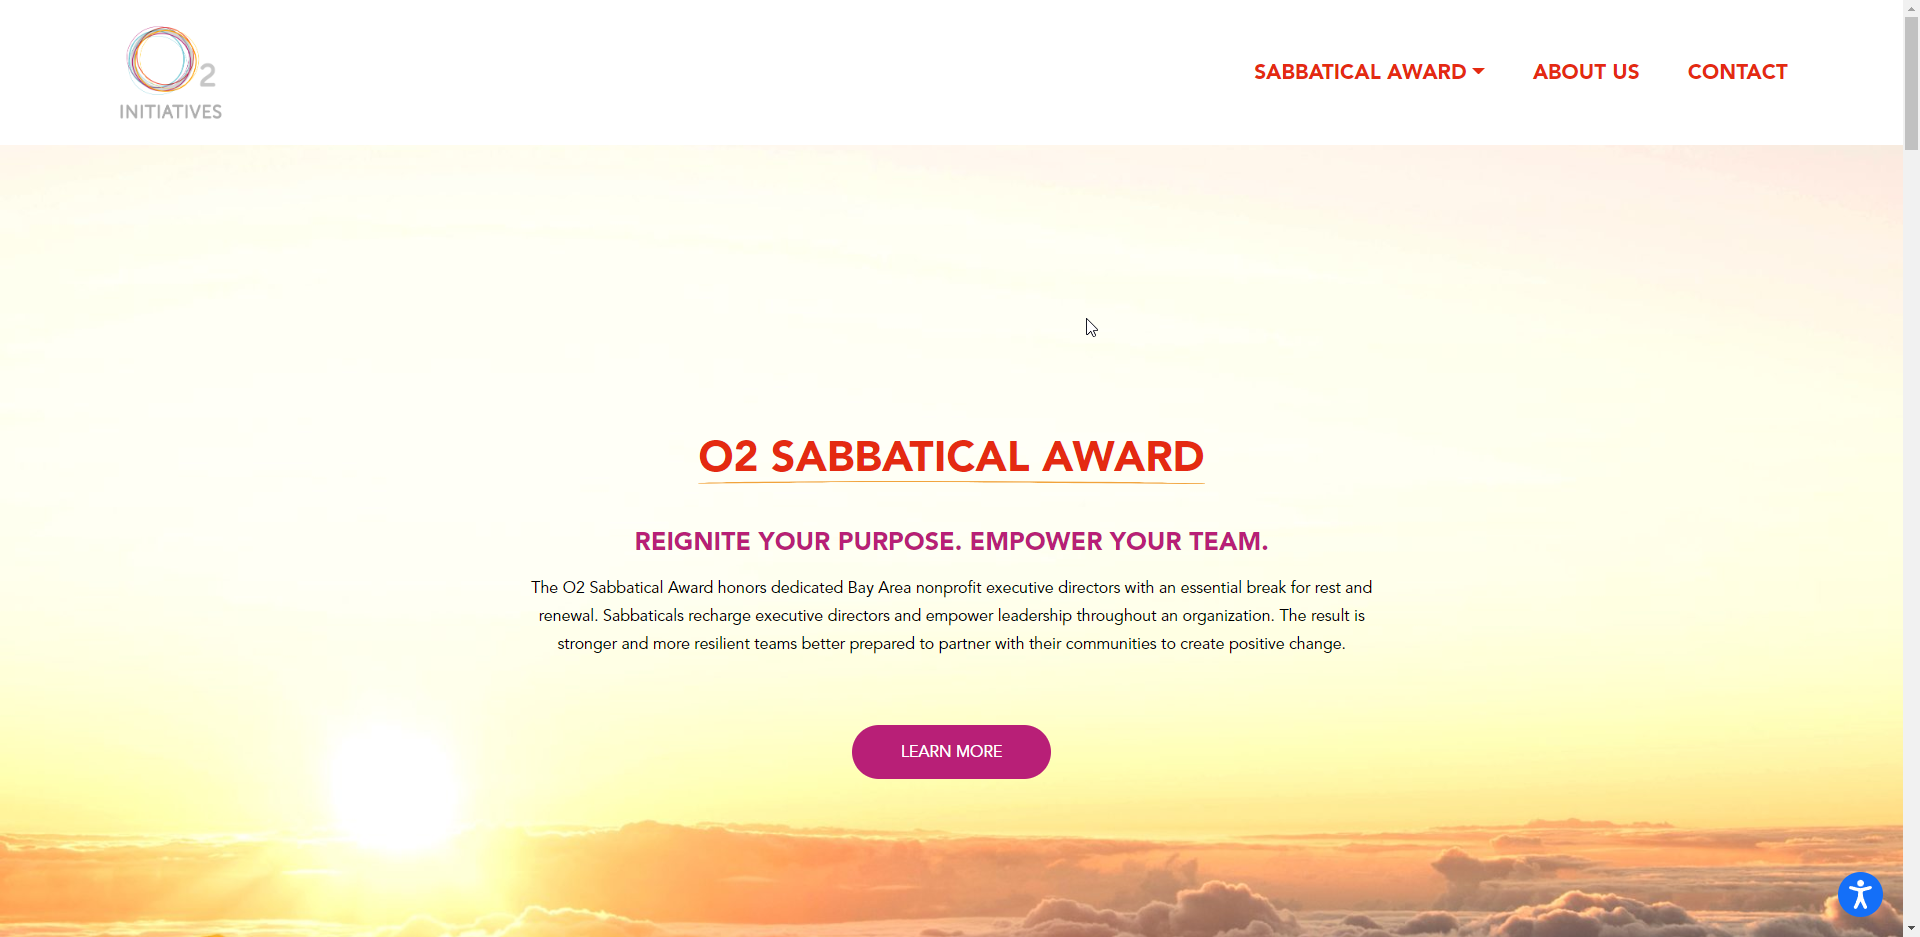 O2
INITIATIVES
SABBATICAL AWARD
ABOUT US
CONTACT
O2 SABBATICAL AWARD
REIGNITE YOUR PURPOSE. EMPOWER YOUR TEAM.
The O2 Sabbatical Award honors dedicated Bay Area nonprofit executive directors with an essential break for rest and
renewal. Sabbaticals recharge executive directors and empower leadership throughout an organization. The result is
stronger and more resilient teams better prepared to partner with their communities to create positive change.
LEARN MORE